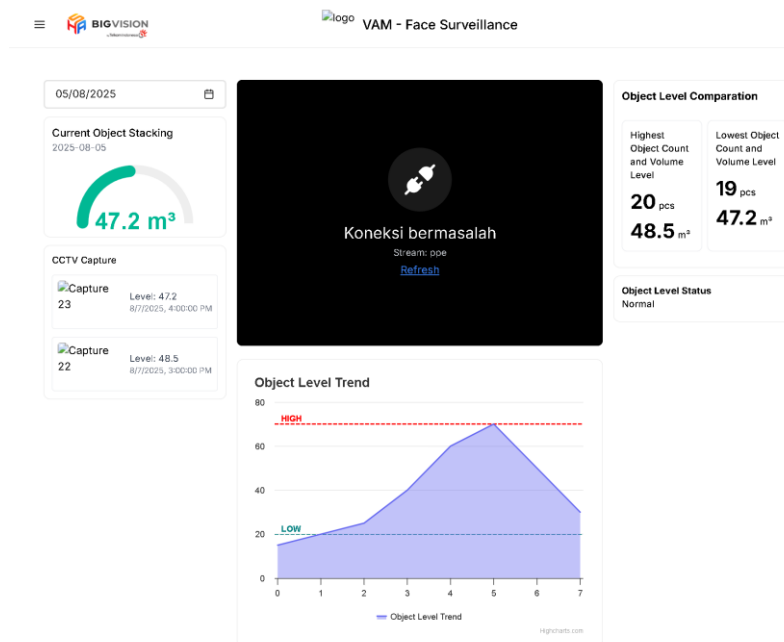 BIGVISION
by Telkomindonesia
logo
VAM - Face Surveillance
05/08/2025
Current Object Stacking
2025-08-05
47.2 m³
CCTV Capture
Capture
23
Level: 47.2
8/7/2025, 4:00:00 PM
Capture
22
Level: 48.5
8/7/2025, 3:00:00 PM
Koneksi bermasalah
Stream: ppe
Refresh
Object Level Trend
80
HIGH
60
40
LOW
20
0
0 1 2 3 4 5 6 7
Object Level Trend
Highcharts.com
Object Level Comparation
Highest
Object Count
and Volume
Level
20 pcs
48.5 m³
Lowest Object
Count and
Volume Level
19 pcs
47.2 m³
Object Level Status
Normal